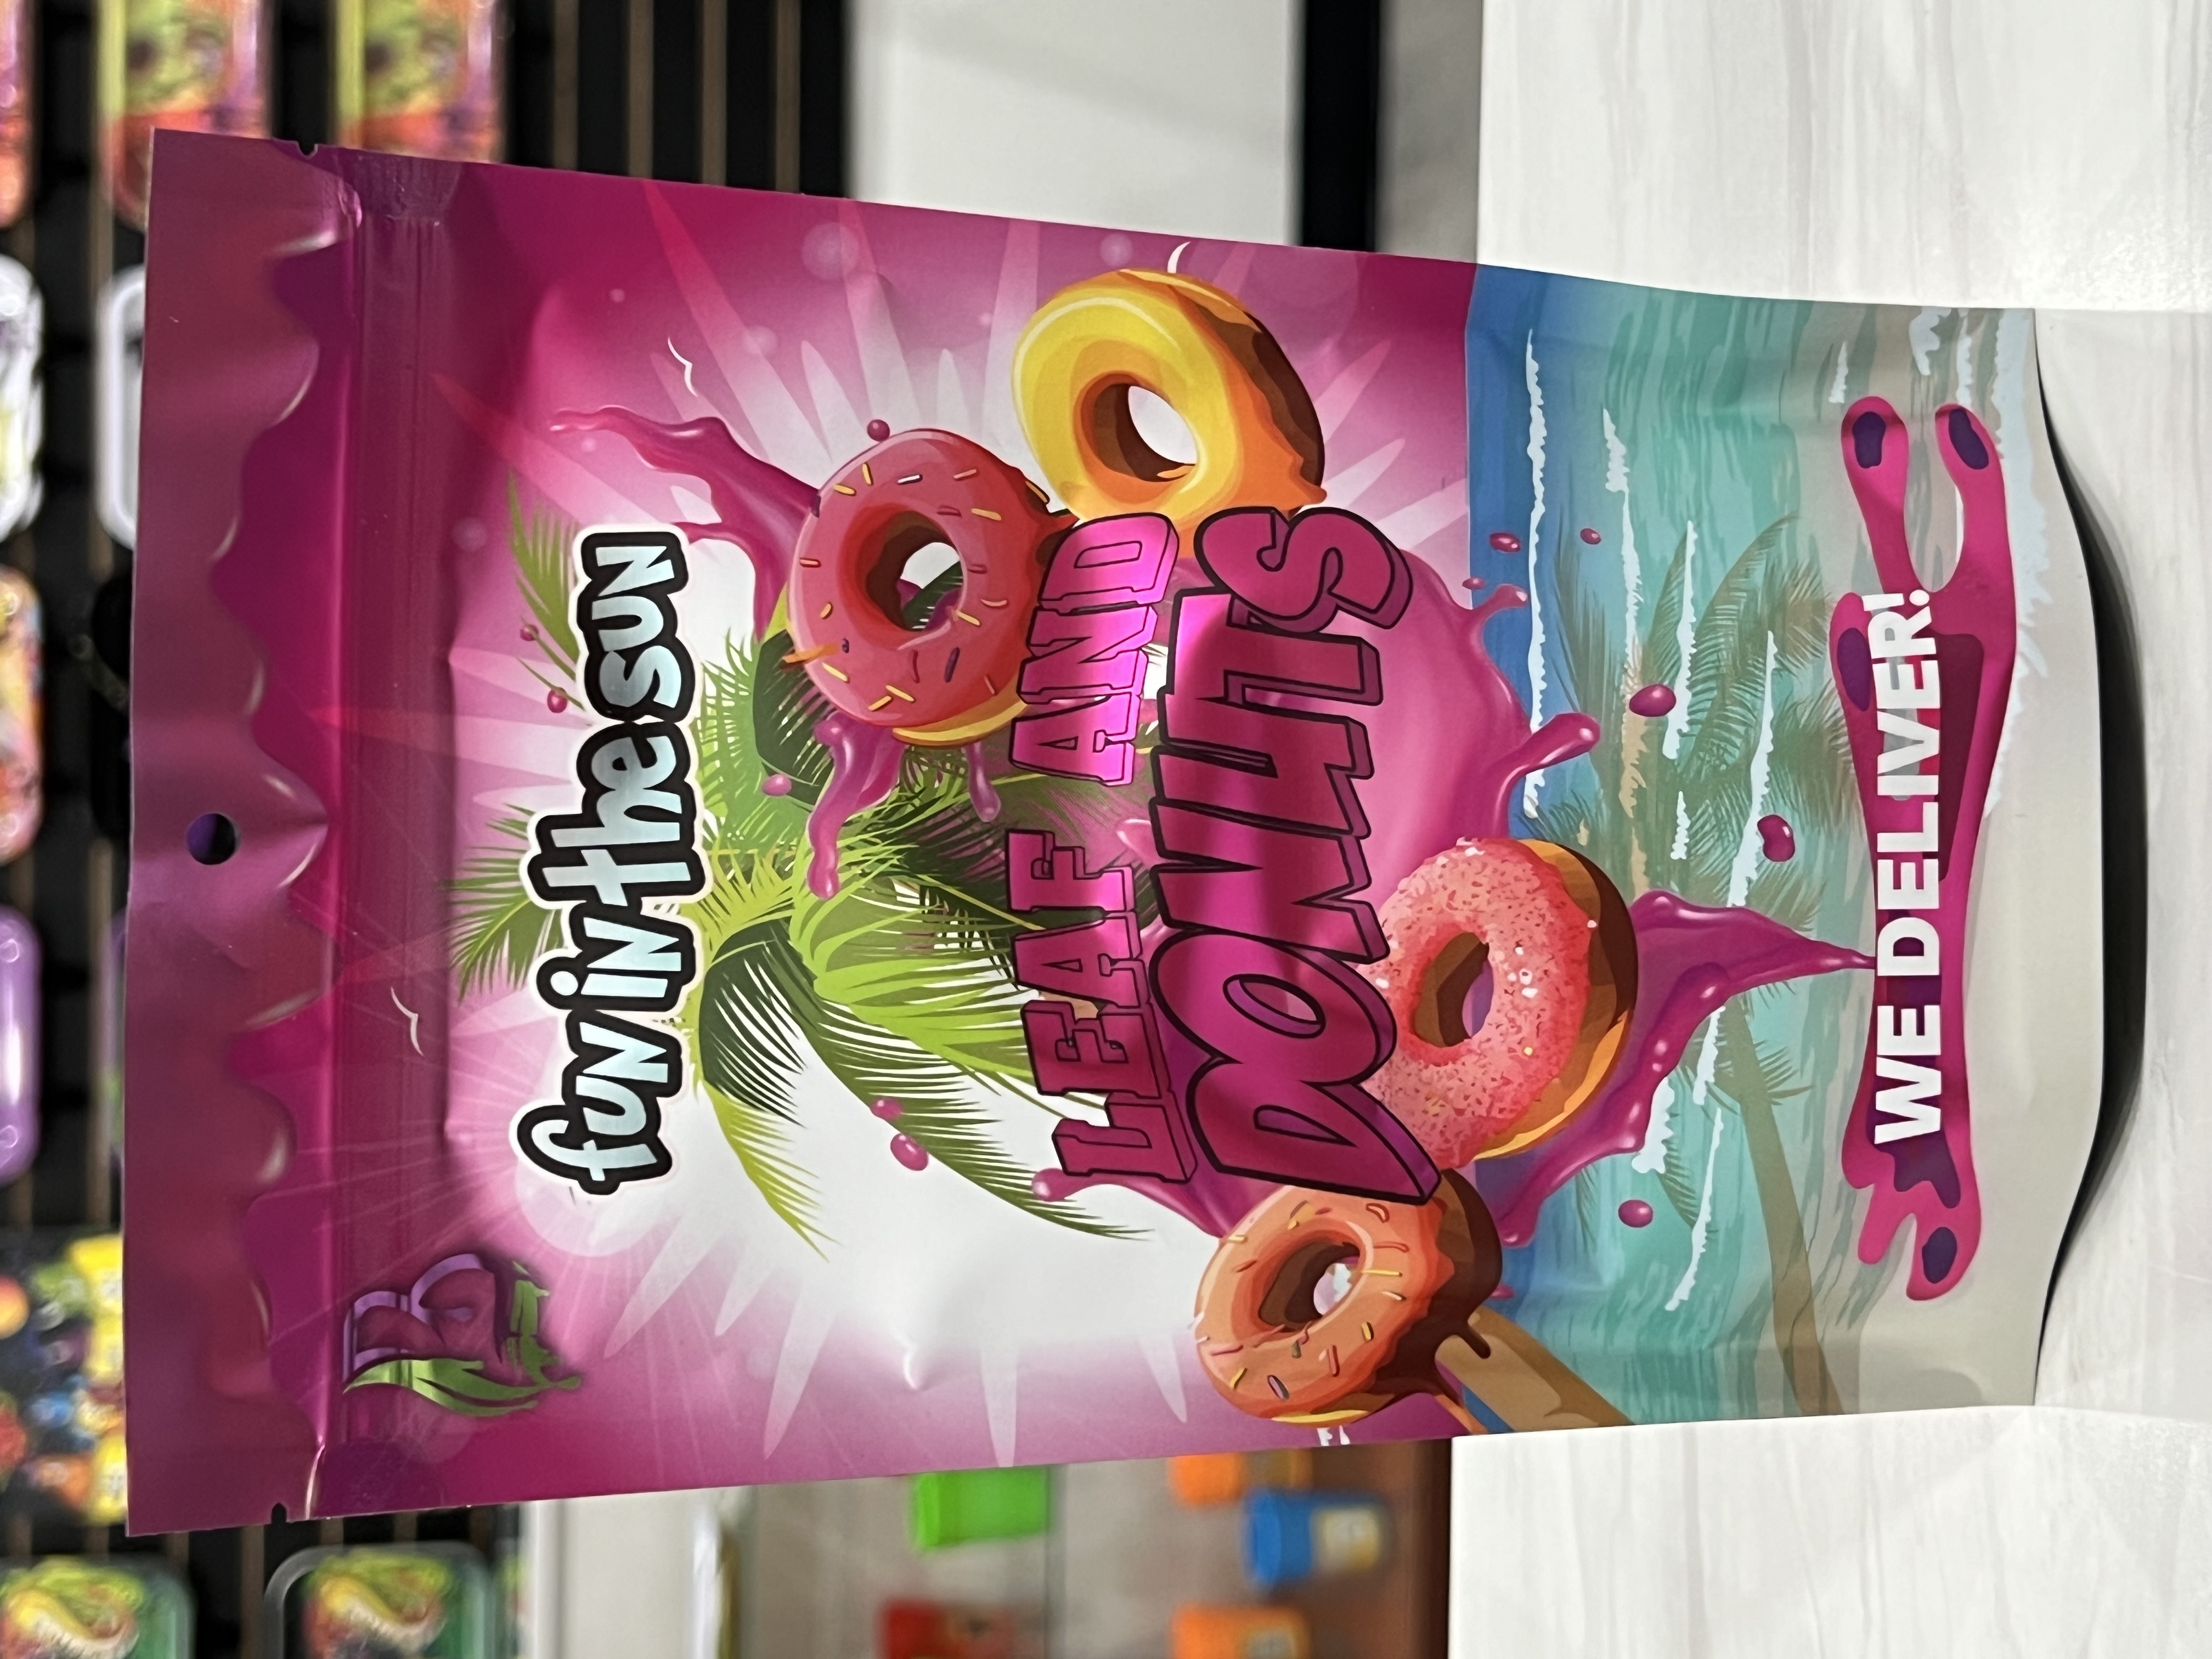 B
fun in the sun
LEAF AND
DONUTS
WE DELIVER!